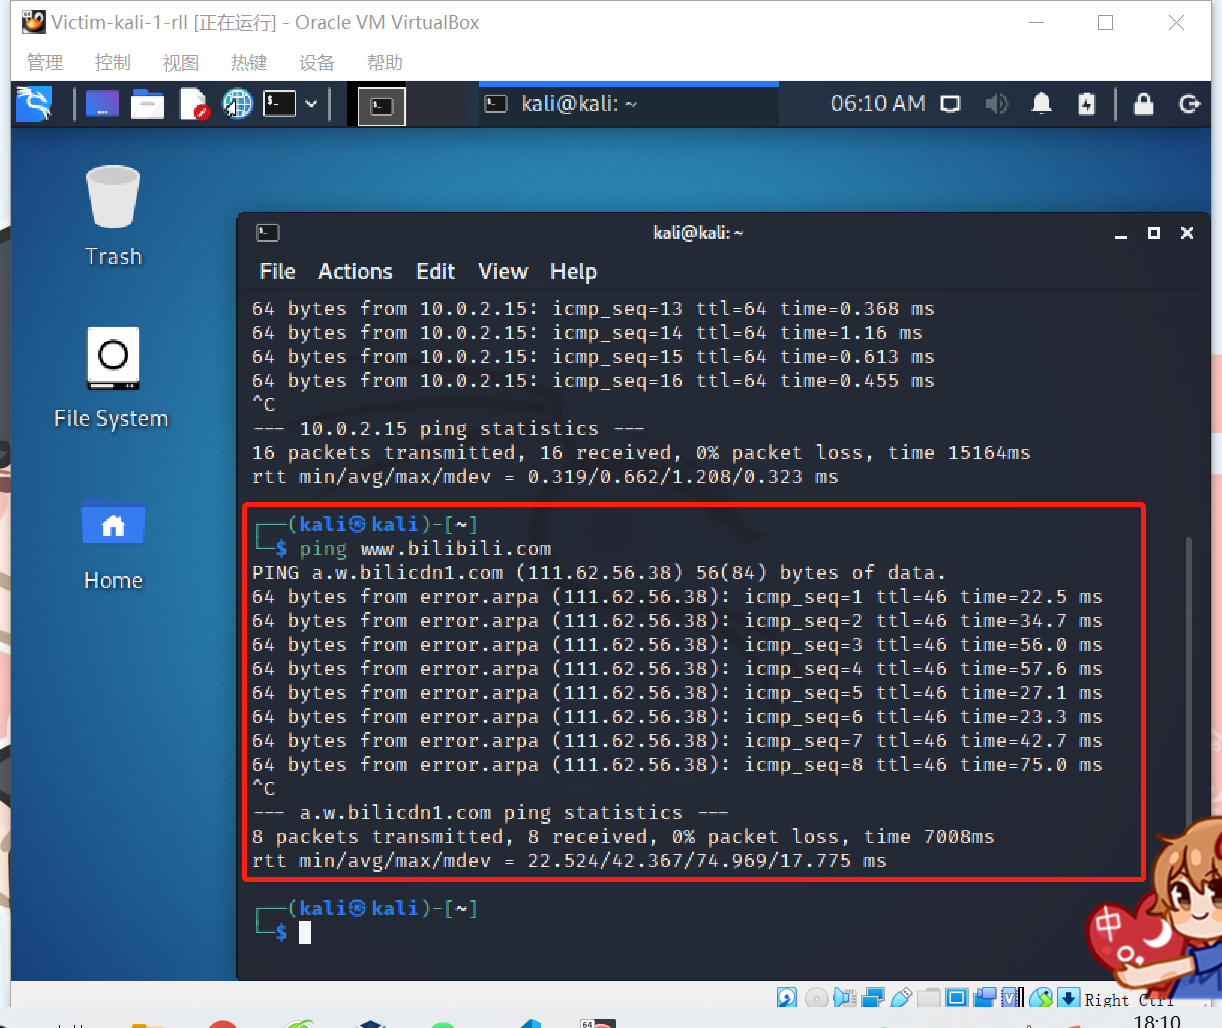 Victim-kali-1-rll [正在运行] - Oracle VM VirtualBox
管理 控制 视图 热键 设备 帮助
kali@kali: ~ 06:10 AM
Trash
File System
Home
kali@kali: ~
File Actions Edit View Help
64 bytes from 10.0.2.15: icmp_seq=13 ttl=64 time=0.368 ms
64 bytes from 10.0.2.15: icmp_seq=14 ttl=64 time=1.16 ms
64 bytes from 10.0.2.15: icmp_seq=15 ttl=64 time=0.613 ms
64 bytes from 10.0.2.15: icmp_seq=16 ttl=64 time=0.455 ms
^C
--- 10.0.2.15 ping statistics ---
16 packets transmitted, 16 received, 0% packet loss, time 15164ms
rtt min/avg/max/mdev = 0.319/0.662/1.208/0.323 ms
┌──(kali㉿kali)-[~]
└─$ ping www.bilibili.com
PING a.w.bilicdn1.com (111.62.56.38) 56(84) bytes of data.
64 bytes from error.arpa (111.62.56.38): icmp_seq=1 ttl=46 time=22.5 ms
64 bytes from error.arpa (111.62.56.38): icmp_seq=2 ttl=46 time=34.7 ms
64 bytes from error.arpa (111.62.56.38): icmp_seq=3 ttl=46 time=56.0 ms
64 bytes from error.arpa (111.62.56.38): icmp_seq=4 ttl=46 time=57.6 ms
64 bytes from error.arpa (111.62.56.38): icmp_seq=5 ttl=46 time=27.1 ms
64 bytes from error.arpa (111.62.56.38): icmp_seq=6 ttl=46 time=23.3 ms
64 bytes from error.arpa (111.62.56.38): icmp_seq=7 ttl=46 time=42.7 ms
64 bytes from error.arpa (111.62.56.38): icmp_seq=8 ttl=46 time=75.0 ms
^C
--- a.w.bilicdn1.com ping statistics ---
8 packets transmitted, 8 received, 0% packet loss, time 7008ms
rtt min/avg/max/mdev = 22.524/42.367/74.969/17.775 ms
┌──(kali㉿kali)-[~]
└─$
中
Right Ctrl
18:10